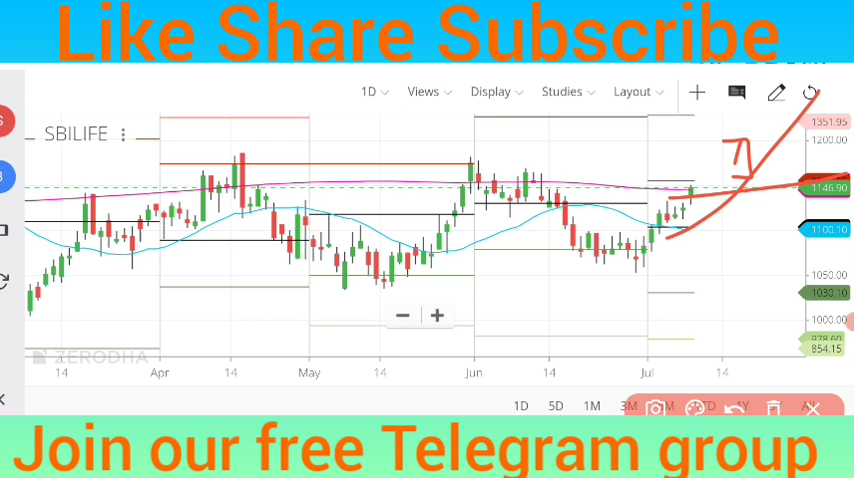 Like Share Subscribe
1D Views Display Studies Layout
1351.95
SBILIFE
1200.00
1146.90
1100.10
1050.00
1030.10
1000.00
978.60
854.15
ZERODHA
14 Apr 14 May 14 Jun 14 Jul 14
1D 5D 1M 3M
Join our free Telegram group